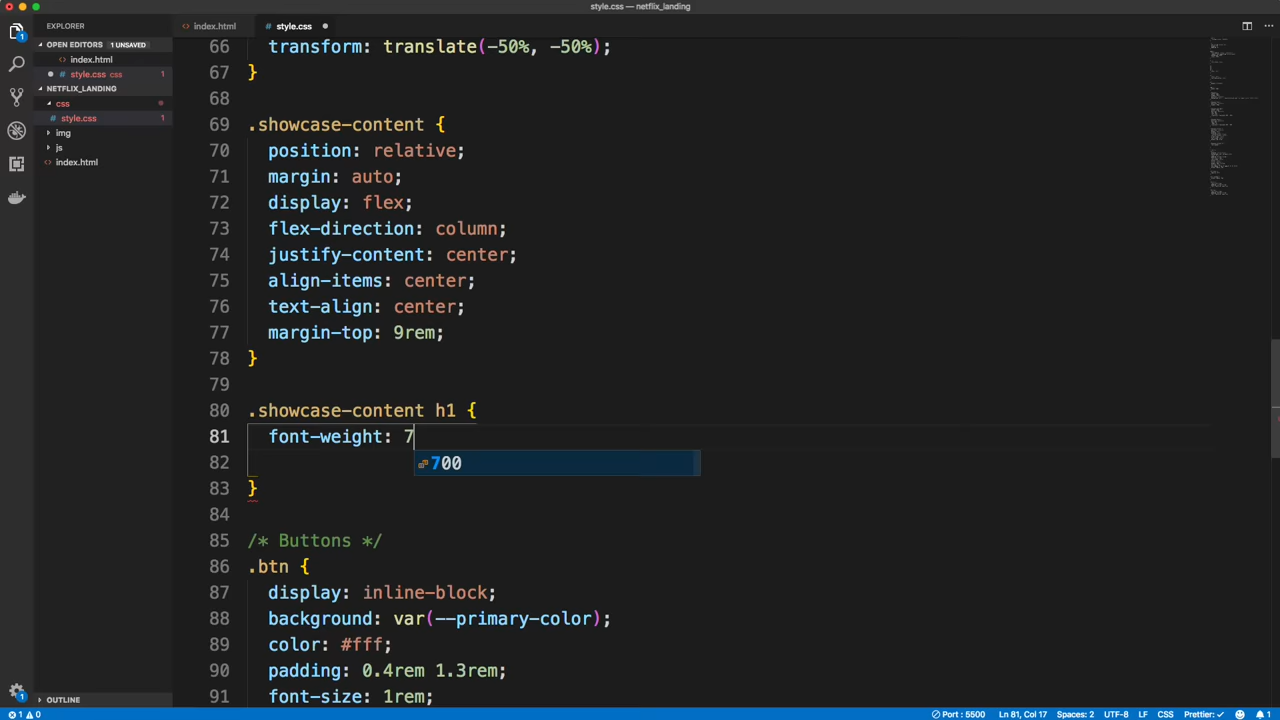 style.css — netflix_landing
EXPLORER
index.html
style.css
OPEN EDITORS 1 UNSAVED
index.html
# style.css css 1
NETFLIX_LANDING
css
# style.css 1
img
js
index.html
OUTLINE
66 transform: translate(-50%, -50%);
67 }
68
69 .showcase-content {
70 position: relative;
71 margin: auto;
72 display: flex;
73 flex-direction: column;
74 justify-content: center;
75 align-items: center;
76 text-align: center;
77 margin-top: 9rem;
78 }
79
80 .showcase-content h1 {
81 font-weight: 7
82 700
83 }
84
85 /* Buttons */
86 .btn {
87 display: inline-block;
88 background: var(--primary-color);
89 color: #fff;
90 padding: 0.4rem 1.3rem;
91 font-size: 1rem;
1 0 Port : 5500 Ln 81, Col 17 Spaces: 2 UTF-8 LF CSS Prettier: ✓ 1